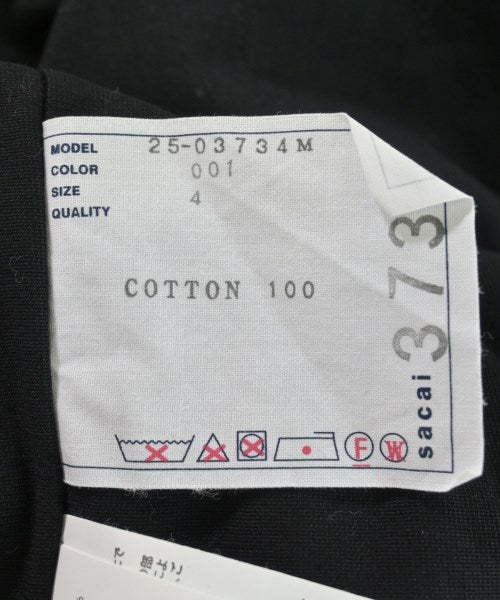 MODEL 25-03734M
COLOR 001
SIZE 4
QUALITY
COTTON 100
F W
sacai 373